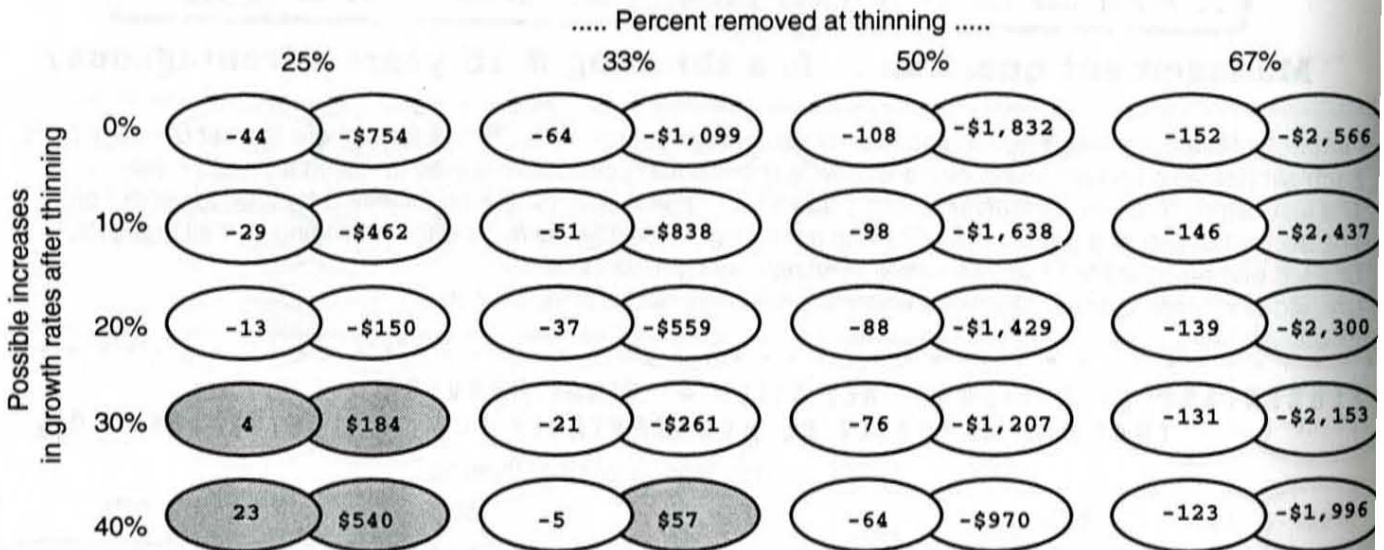 ..... Percent removed at thinning .....
25% 33% 50% 67%
Possible increases
in growth rates after thinning
0% -44 -$754 -64 -$1,099 -108 -$1,832 -152 -$2,566
10% -29 -$462 -51 -$838 -98 -$1,638 -146 -$2,437
20% -13 -$150 -37 -$559 -88 -$1,429 -139 -$2,300
30% 4 $184 -21 -$261 -76 -$1,207 -131 -$2,153
40% 23 $540 -5 $57 -64 -$970 -123 -$1,996